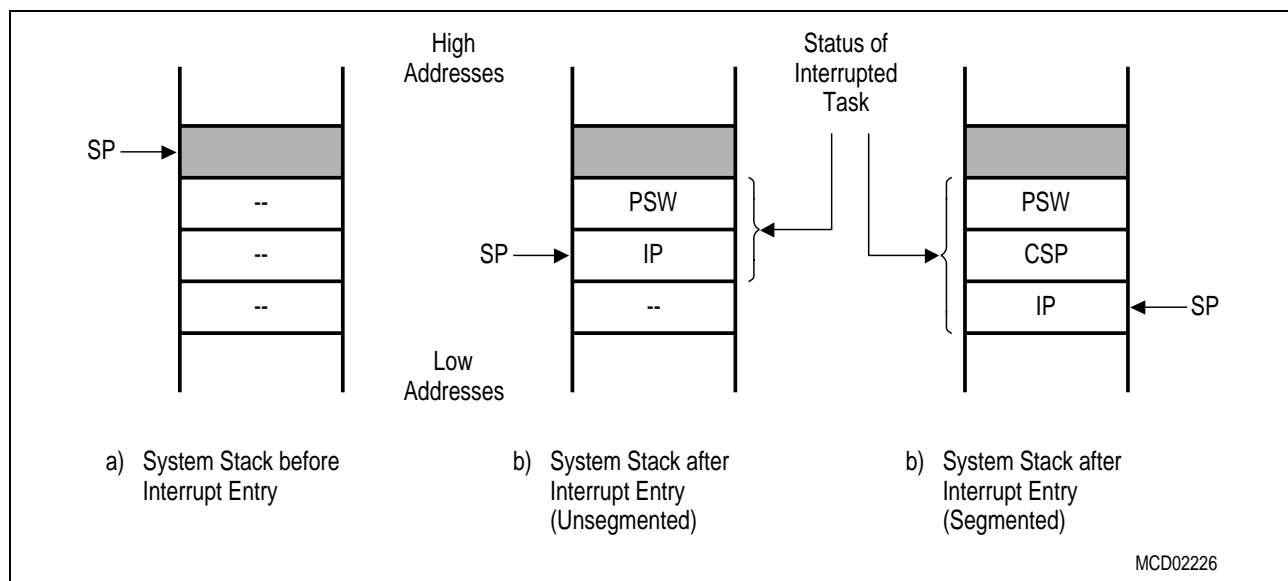 High
Addresses
Status of
Interrupted
Task
SP
--
--
--
SP
PSW
IP
--
PSW
CSP
IP
SP
Low
Addresses
a) System Stack before
Interrupt Entry
b) System Stack after
Interrupt Entry
(Unsegmented)
b) System Stack after
Interrupt Entry
(Segmented)
MCD02226